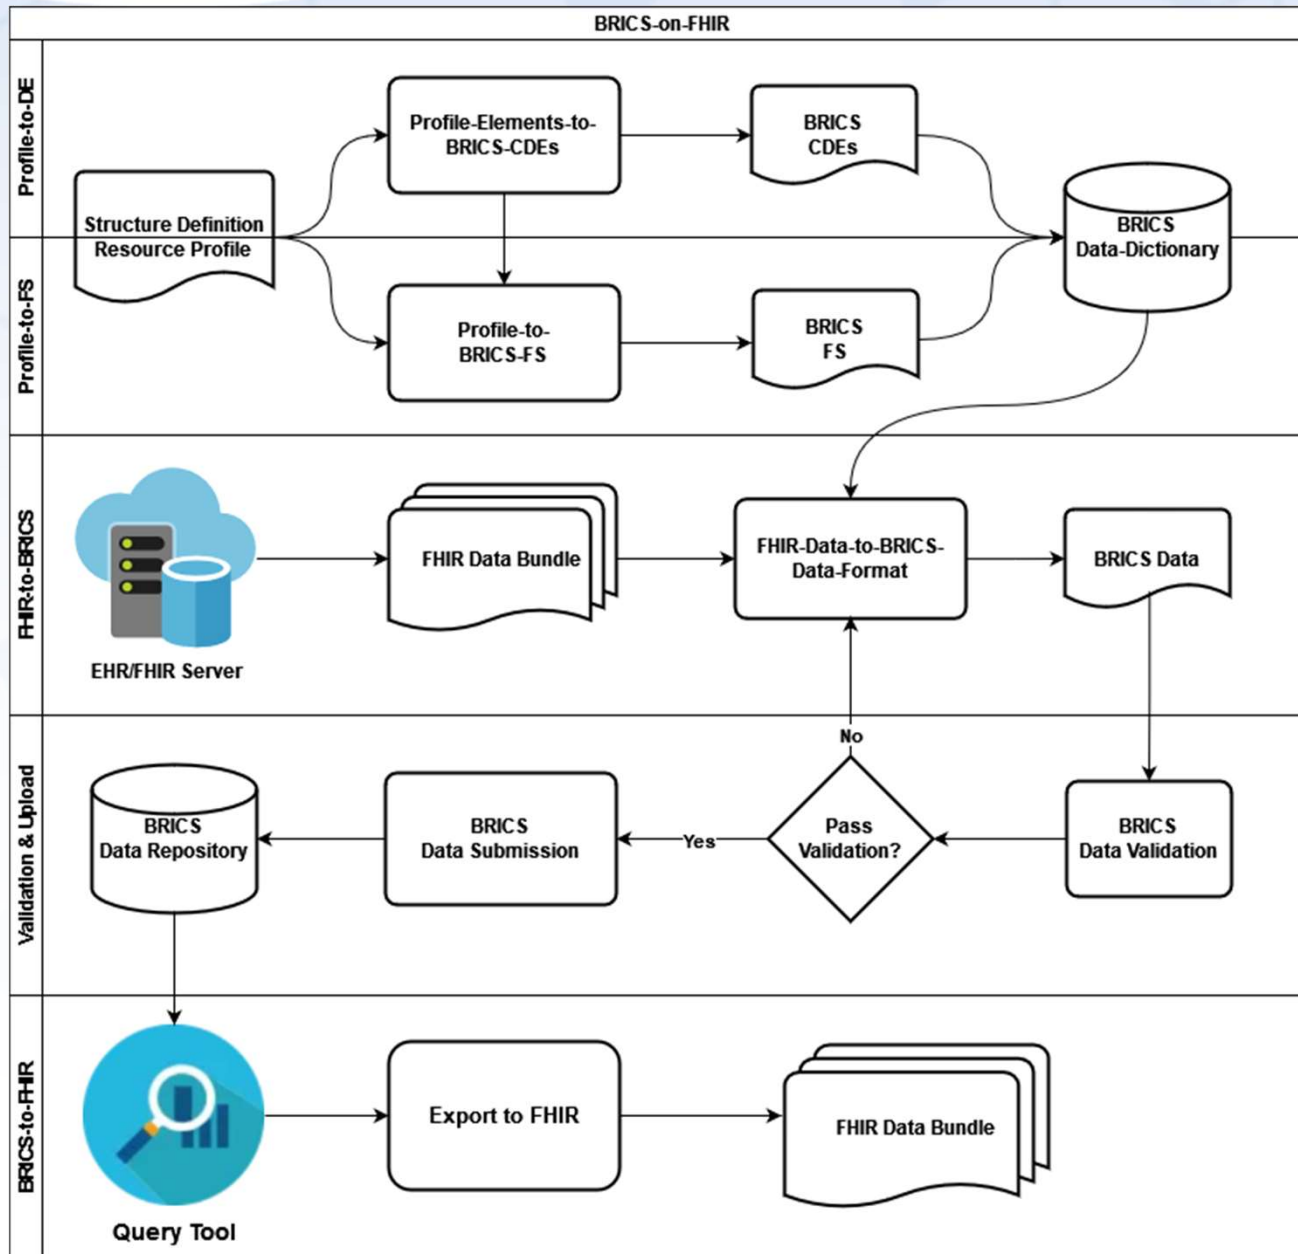 BRICS-on-FHIR
Profile-to-DE
Profile-Elements-to-
BRICS-CDEs
BRICS
CDEs
Structure Definition
Resource Profile
BRICS
Data-Dictionary
Profile-to-FS
Profile-to-
BRICS-FS
BRICS
FS
FHIR-to-BRICS
EHR/FHIR Server
FHIR Data Bundle
FHIR-Data-to-BRICS-
Data-Format
BRICS Data
Validation & Upload
BRICS
Data Repository
BRICS
Data Submission
Yes
No
Pass
Validation?
BRICS
Data Validation
BRICS-to-FHIR
Query Tool
Export to FHIR
FHIR Data Bundle